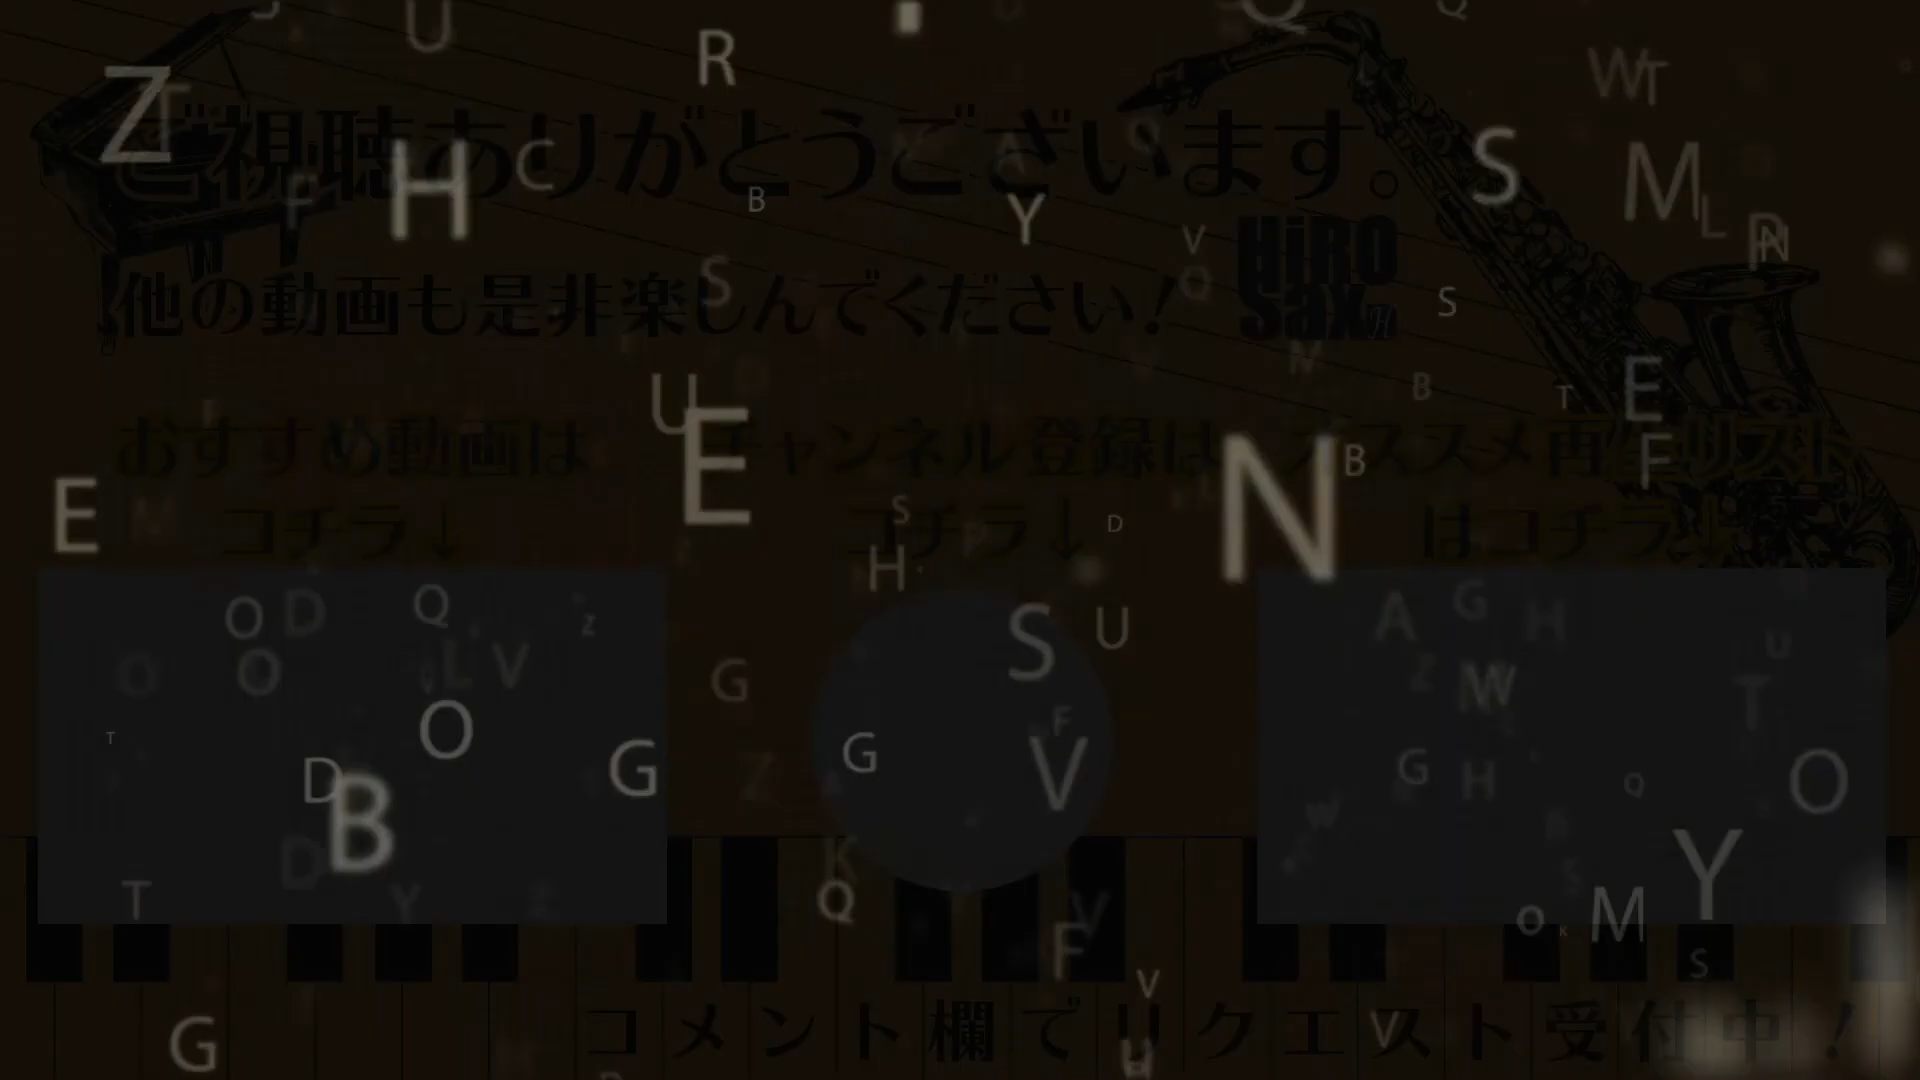 ご視聴ありがとうございます。
HiRO
Sax
他の動画も是非楽しんでください！
おすすめ動画は
コチラ↓
チャンネル登録は
コチラ↓
オススメ再生リスト
はコチラ↓
コメント欄でリクエスト受付中！